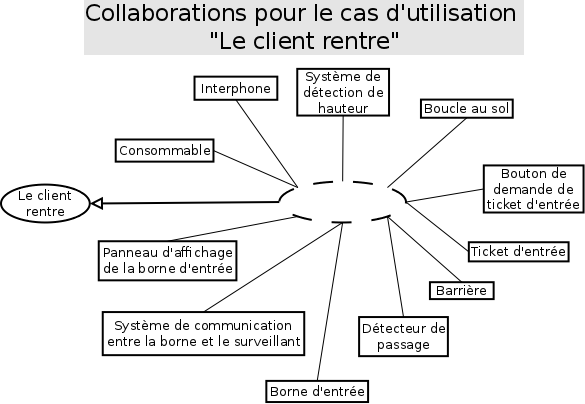 Collaborations pour le cas d'utilisation
"Le client rentre"
Interphone
Système de
détection de
hauteur
Boucle au sol
Consommable
Bouton de
demande de
ticket d'entrée
Le client
rentre
Panneau d'affichage
de la borne d'entrée
Ticket d'entrée
Barrière
Système de communication
entre la borne et le surveillant
Détecteur de
passage
Borne d'entrée